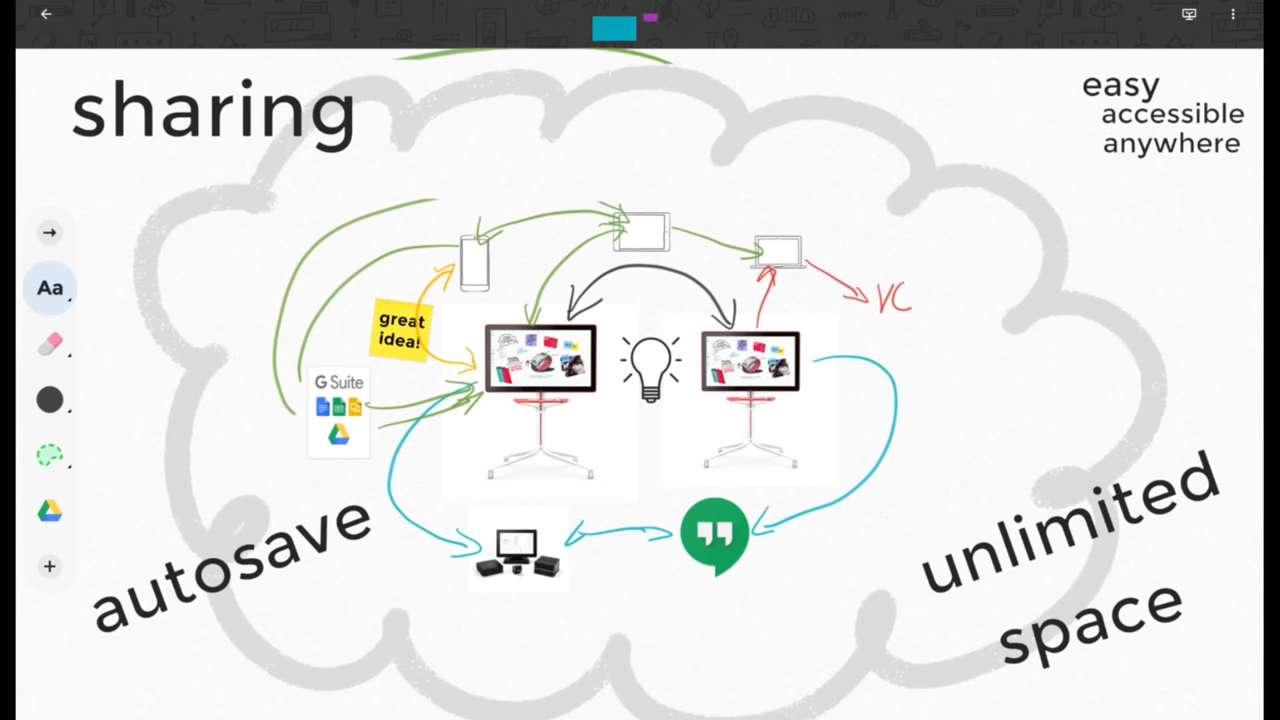 sharing
easy
accessible
anywhere
Aa
VC
great
idea!
G Suite
autosave
unlimited
space